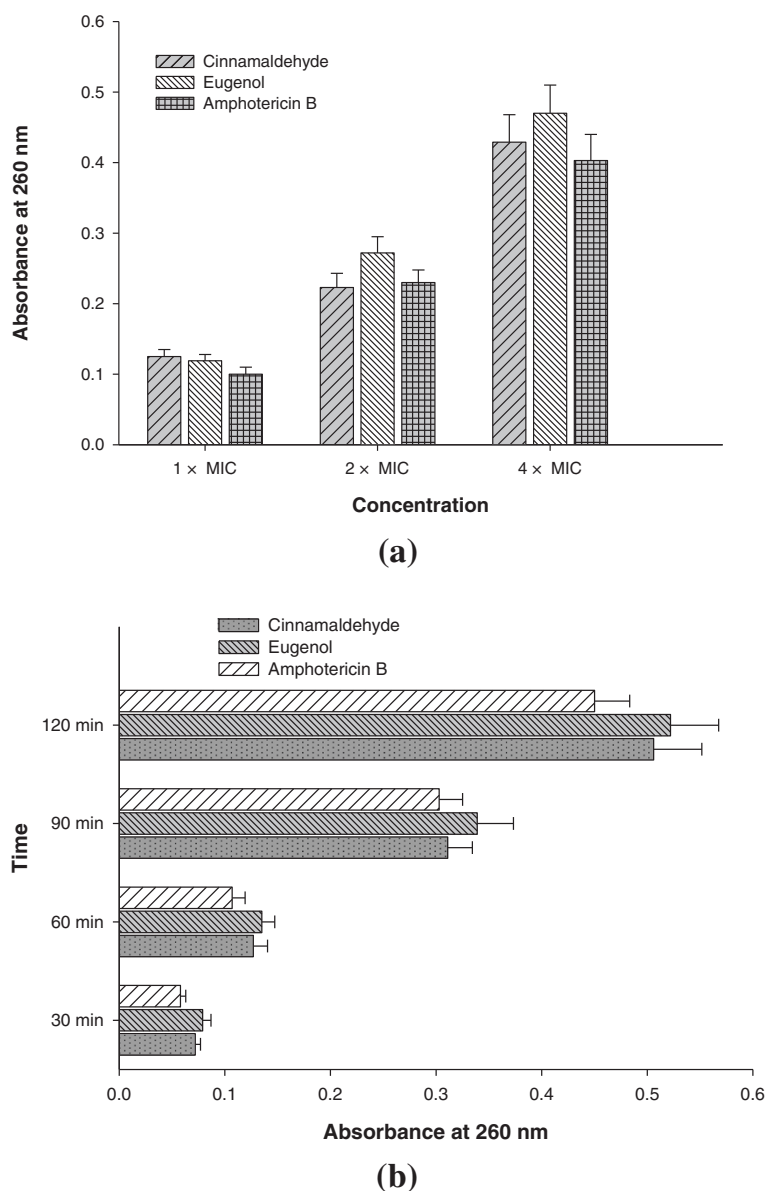 0.6
0.5
0.4
0.3
0.2
0.1
0.0
Absorbance at 260 nm
Cinnamaldehyde
Eugenol
Amphotericin B
1 × MIC 2 × MIC 4 × MIC
Concentration
(a)
Cinnamaldehyde
Eugenol
Amphotericin B
120 min
90 min
60 min
30 min
Time
0.0 0.1 0.2 0.3 0.4 0.5 0.6
Absorbance at 260 nm
(b)